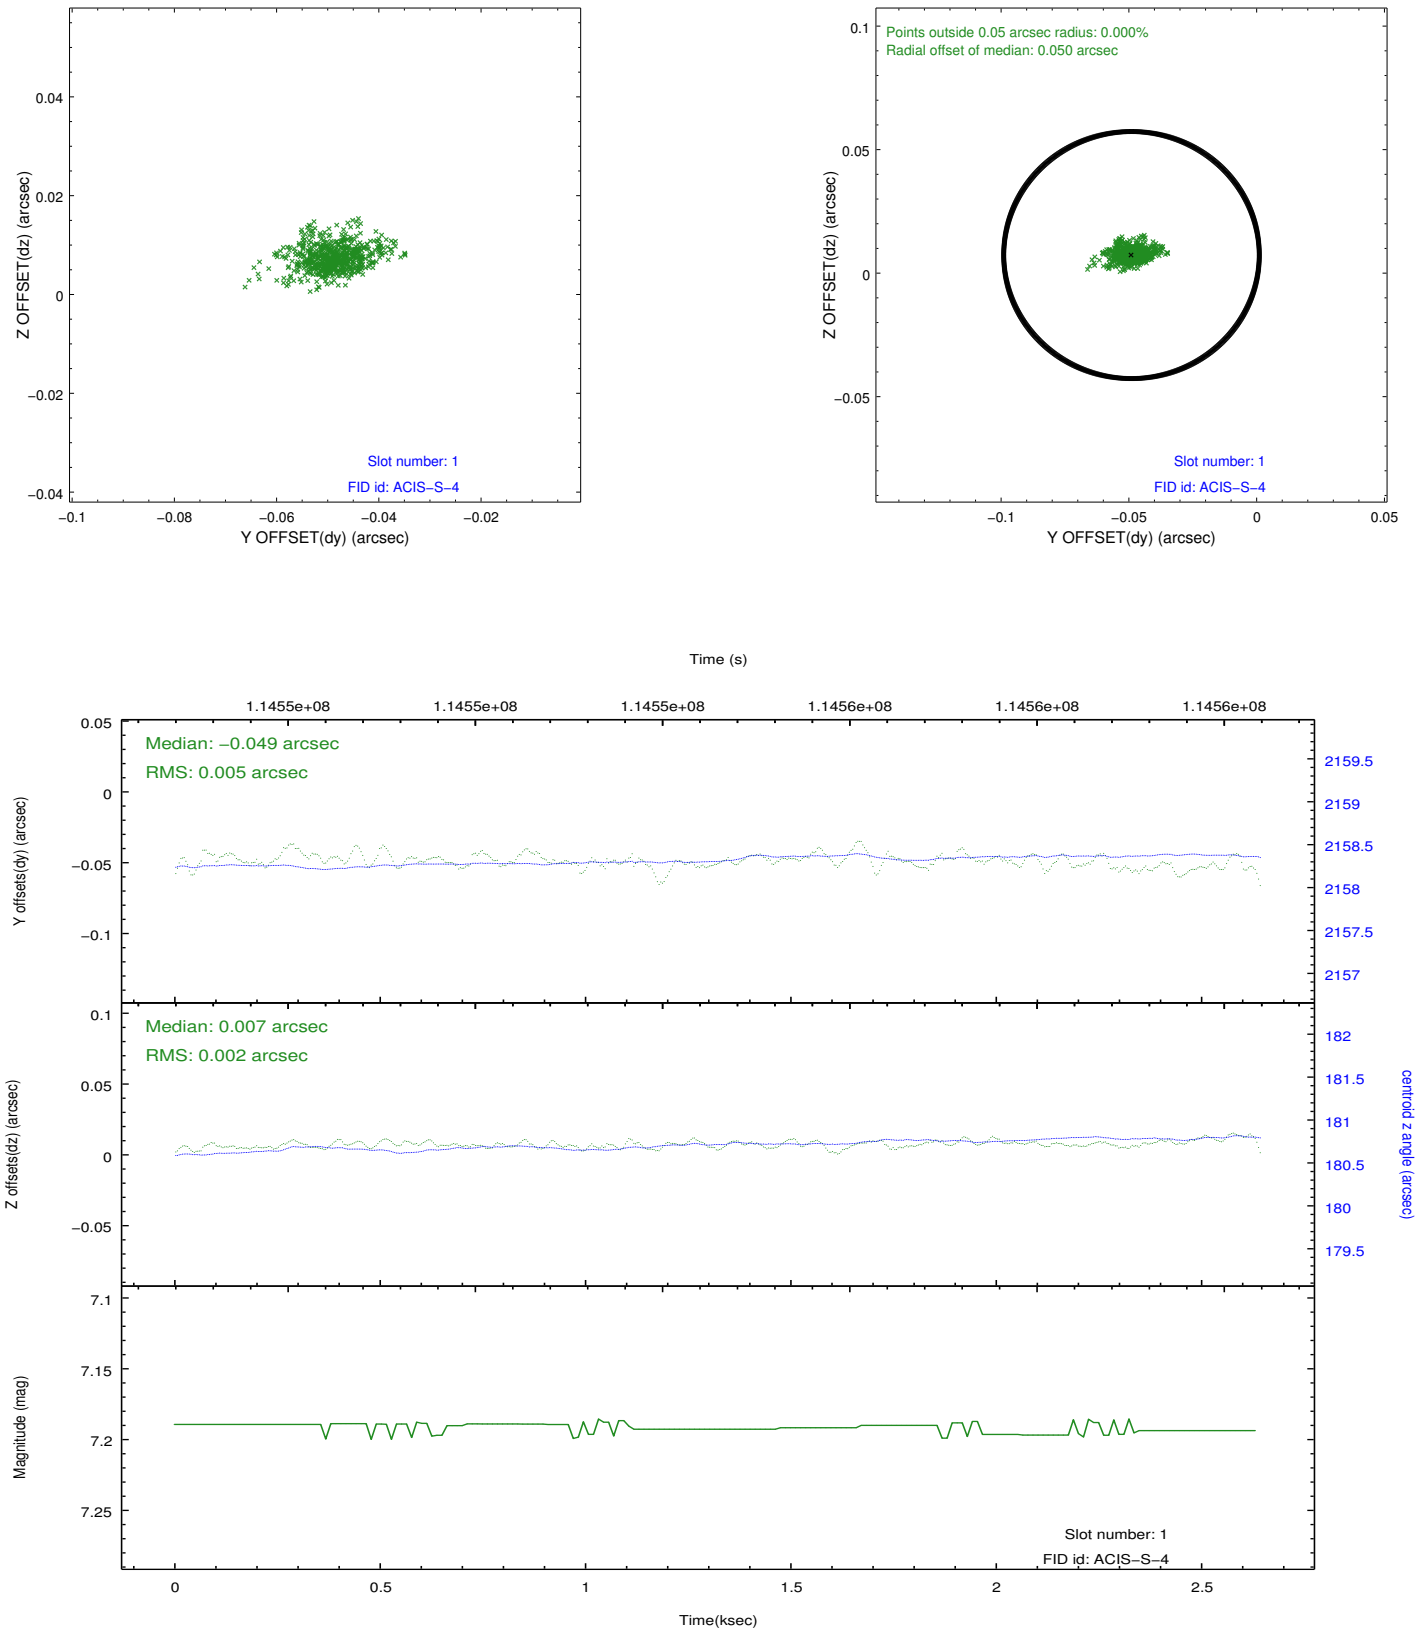 0.04
0.02
0
−0.02
−0.04
Z OFFSET(dz) (arcsec)
Slot number: 1
FID id: ACIS−S−4
−0.1
−0.08
−0.06
−0.04
−0.02
Y OFFSET(dy) (arcsec)
Points outside 0.05 arcsec radius: 0.000%
Radial offset of median: 0.050 arcsec
0.1
0.05
0
−0.05
Z OFFSET(dz) (arcsec)
Slot number: 1
FID id: ACIS−S−4
−0.1
−0.05
0
0.05
Y OFFSET(dy) (arcsec)
Time (s)
1.1455e+08
1.1455e+08
1.1455e+08
1.1456e+08
1.1456e+08
1.1456e+08
Median: −0.049 arcsec
RMS: 0.005 arcsec
0.05
0
−0.05
−0.1
Y offsets(dy) (arcsec)
2159.5
2159
2158.5
2158
2157.5
2157
Median: 0.007 arcsec
RMS: 0.002 arcsec
0.1
0.05
0
−0.05
Z offsets(dz) (arcsec)
182
181.5
181
180.5
180
179.5
centroid z angle (arcsec)
7.1
7.15
7.2
7.25
Magnitude (mag)
Slot number: 1
FID id: ACIS−S−4
0
0.5
1
1.5
2
2.5
Time(ksec)